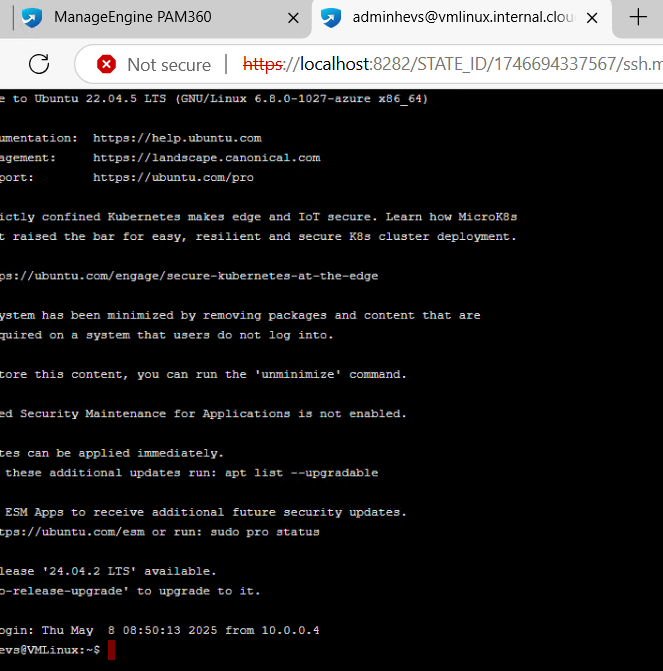 ManageEngine PAM360
adminhevs@vmlinux.internal.clou
Not secure
https://localhost:8282/STATE_ID/1746694337567/ssh.m
e to Ubuntu 22.04.5 LTS (GNU/Linux 6.8.0-1027-azure x86_64)
umentation:  https://help.ubuntu.com
agement:     https://landscape.canonical.com
port:        https://ubuntu.com/pro
ictly confined Kubernetes makes edge and IoT secure. Learn how MicroK8s
t raised the bar for easy, resilient and secure K8s cluster deployment.
ps://ubuntu.com/engage/secure-kubernetes-at-the-edge
ystem has been minimized by removing packages and content that are
quired on a system that users do not log into.
tore this content, you can run the 'unminimize' command.
ed Security Maintenance for Applications is not enabled.
tes can be applied immediately.
these additional updates run: apt list --upgradable
ESM Apps to receive additional future security updates.
tps://ubuntu.com/esm or run: sudo pro status
lease '24.04.2 LTS' available.
o-release-upgrade' to upgrade to it.
ogin: Thu May  8 08:50:13 2025 from 10.0.0.4
evs@VMLinux:~$